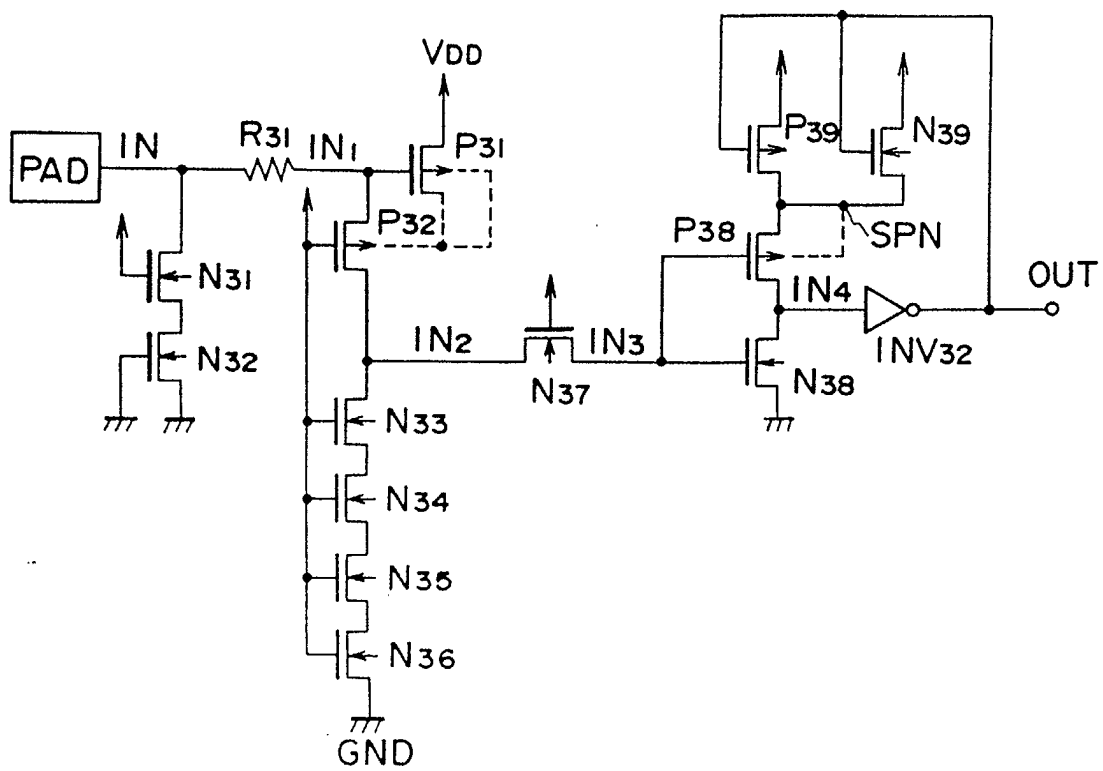 VDD
PAD
IN
R31
IN1
P31
P32
N31
N32
IN2
N33
N34
N35
N36
GND
N37
IN3
P39
N39
P38
SPN
IN4
INV32
N38
OUT